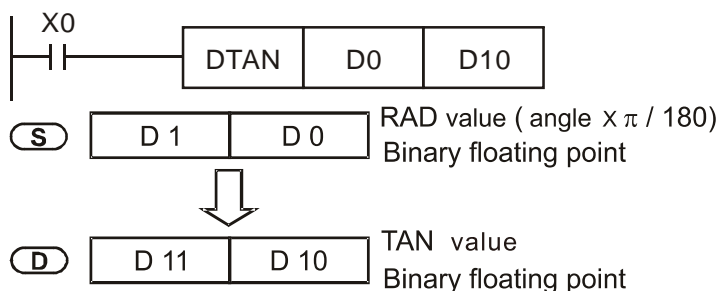 X0
DTAN D0 D10
S D 1 D 0 RAD value ( angle x π / 180)
Binary floating point
D D 11 D 10 TAN value
Binary floating point